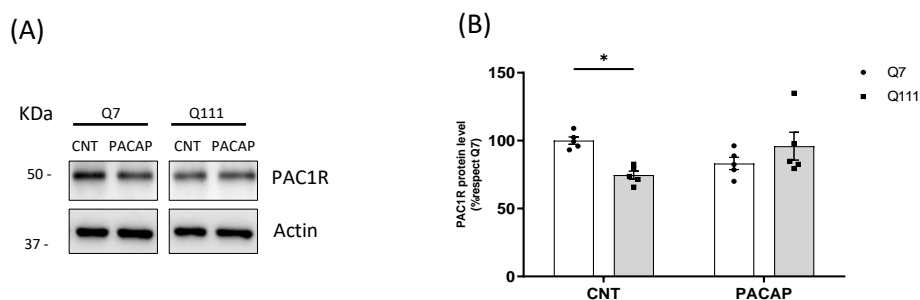 (A)
KDa
Q7 Q111
CNT PACAP CNT PACAP
50 - PAC1R
37 - Actin
(B)
PAC1R protein level
(%respect Q7)
150
100
50
0
*
CNT PACAP
Q7
Q111